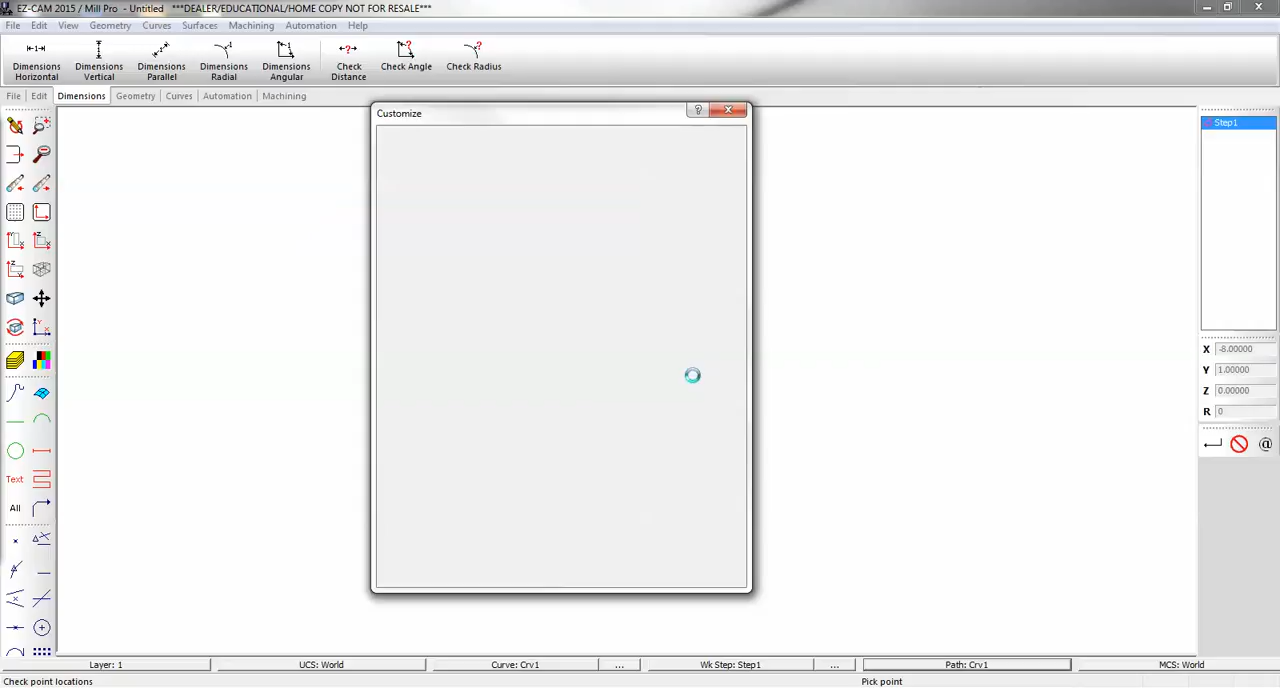 EZ-CAM 2015 / Mill Pro - Untitled ***DEALER/EDUCATIONAL/HOME COPY NOT FOR RESALE***
File Edit View Geometry Curves Surfaces Machining Automation Help
Dimensions Horizontal
Dimensions Vertical
Dimensions Parallel
Dimensions Radial
Dimensions Angular
Check Distance
Check Angle
Check Radius
File Edit Dimensions Geometry Curves Automation Machining
Customize
?
Step1
X -8.00000
Y 1.00000
Z 0.00000
R 0
@
Text
All
Layer: 1 UCS: World Curve: Crv1 ... Wk Step: Step1 ... Path: Crv1 MCS: World
Check point locations Pick point